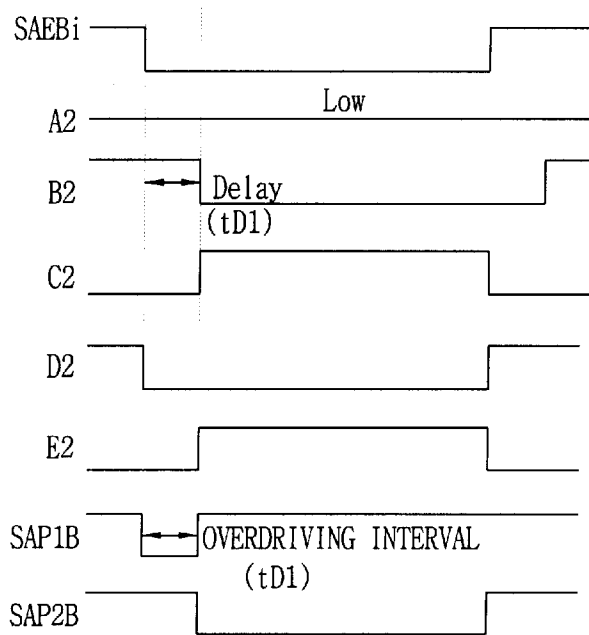 SAEBi
Low
A2
B2
Delay
(tD1)
C2
D2
E2
SAP1B
OVERDRIVING INTERVAL
(tD1)
SAP2B